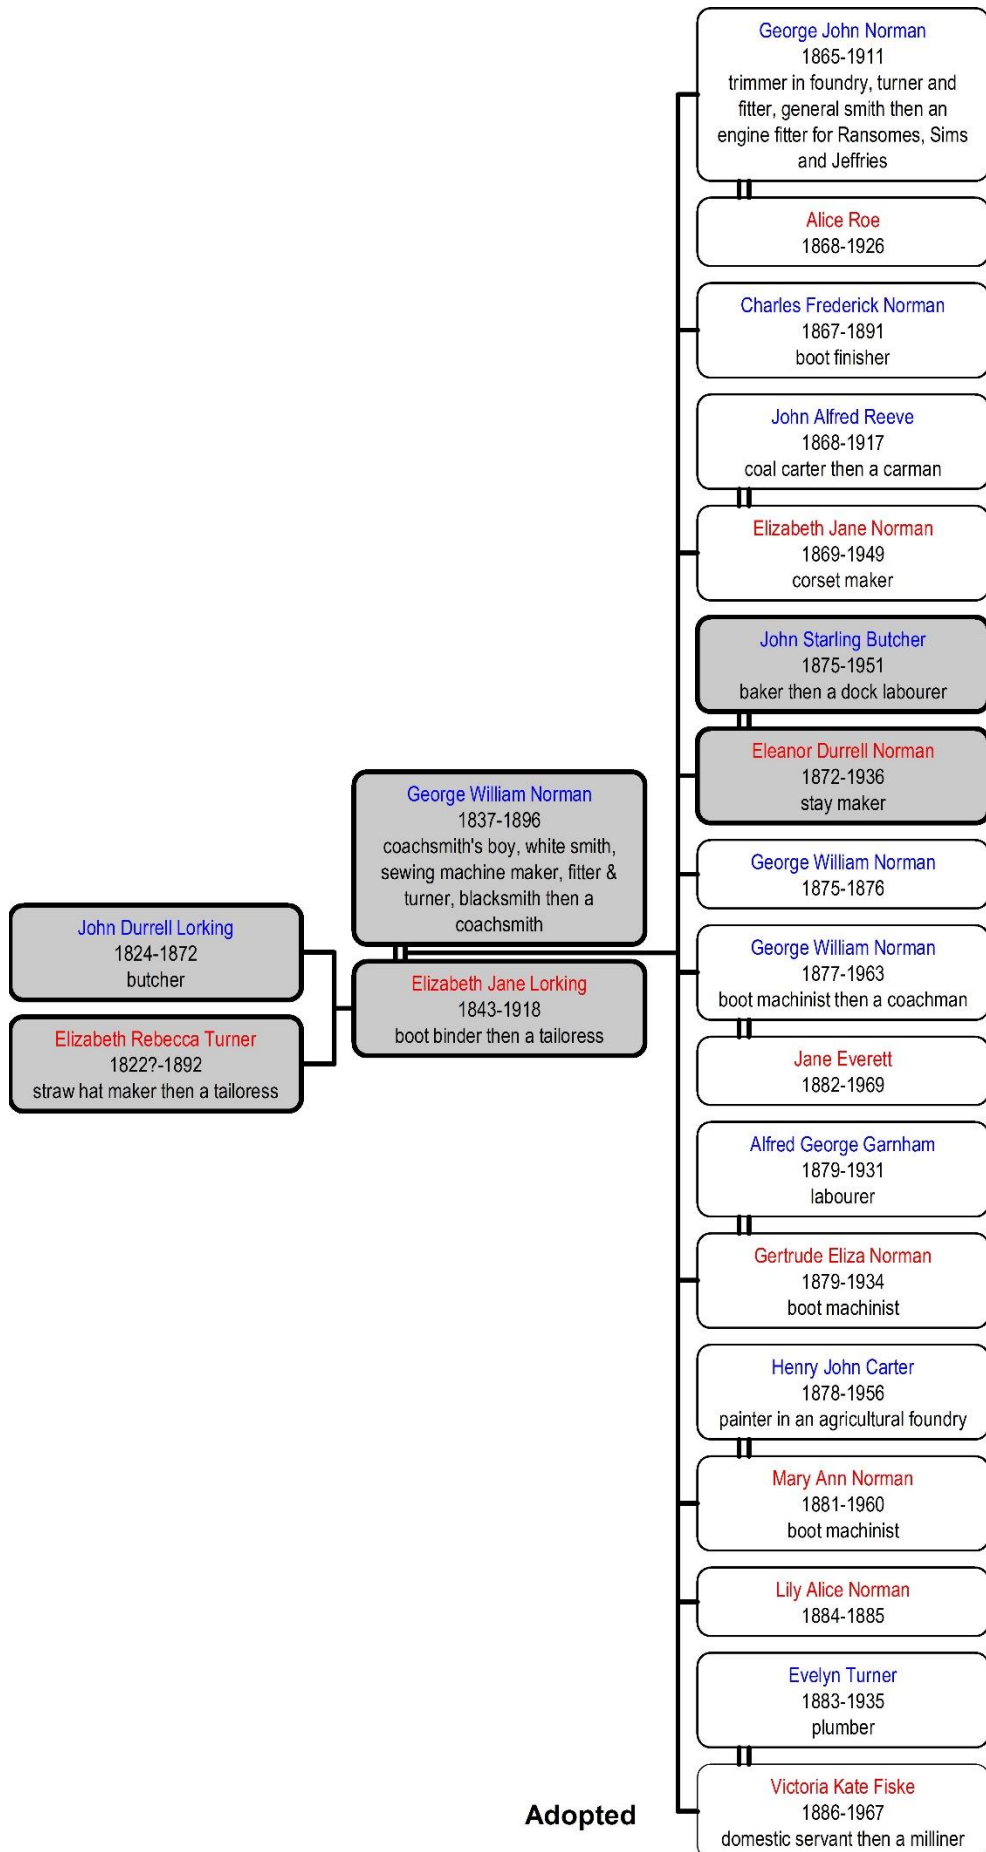 George John Norman
1865-1911
trimmer in foundry, turner and
fitter, general smith then an
engine fitter for Ransomes, Sims
and Jeffries
Alice Roe
1868-1926
Charles Frederick Norman
1867-1891
boot finisher
John Alfred Reeve
1868-1917
coal carter then a carman
Elizabeth Jane Norman
1869-1949
corset maker
John Starling Butcher
1875-1951
baker then a dock labourer
Eleanor Durrell Norman
1872-1936
stay maker
George William Norman
1837-1896
coachsmith's boy, white smith,
sewing machine maker, fitter &
turner, blacksmith then a
coachsmith
George William Norman
1875-1876
John Durrell Lorking
1824-1872
butcher
Elizabeth Jane Lorking
1843-1918
boot binder then a tailoress
George William Norman
1877-1963
boot machinist then a coachman
Elizabeth Rebecca Turner
1822?-1892
straw hat maker then a tailoress
Jane Everett
1882-1969
Alfred George Garnham
1879-1931
labourer
Gertrude Eliza Norman
1879-1934
boot machinist
Henry John Carter
1878-1956
painter in an agricultural foundry
Mary Ann Norman
1881-1960
boot machinist
Lily Alice Norman
1884-1885
Evelyn Turner
1883-1935
plumber
Adopted
Victoria Kate Fiske
1886-1967
domestic servant then a milliner